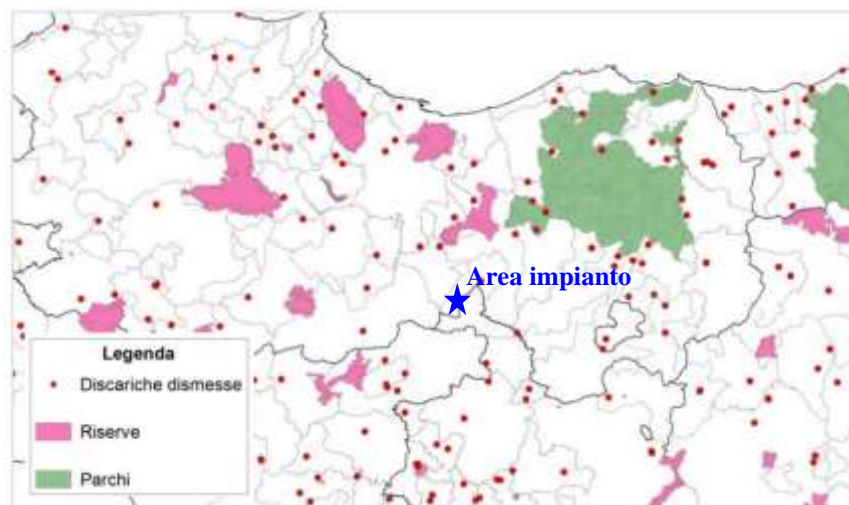 Area impianto
Legenda
Discariche dismesse
Riserve
Parchi